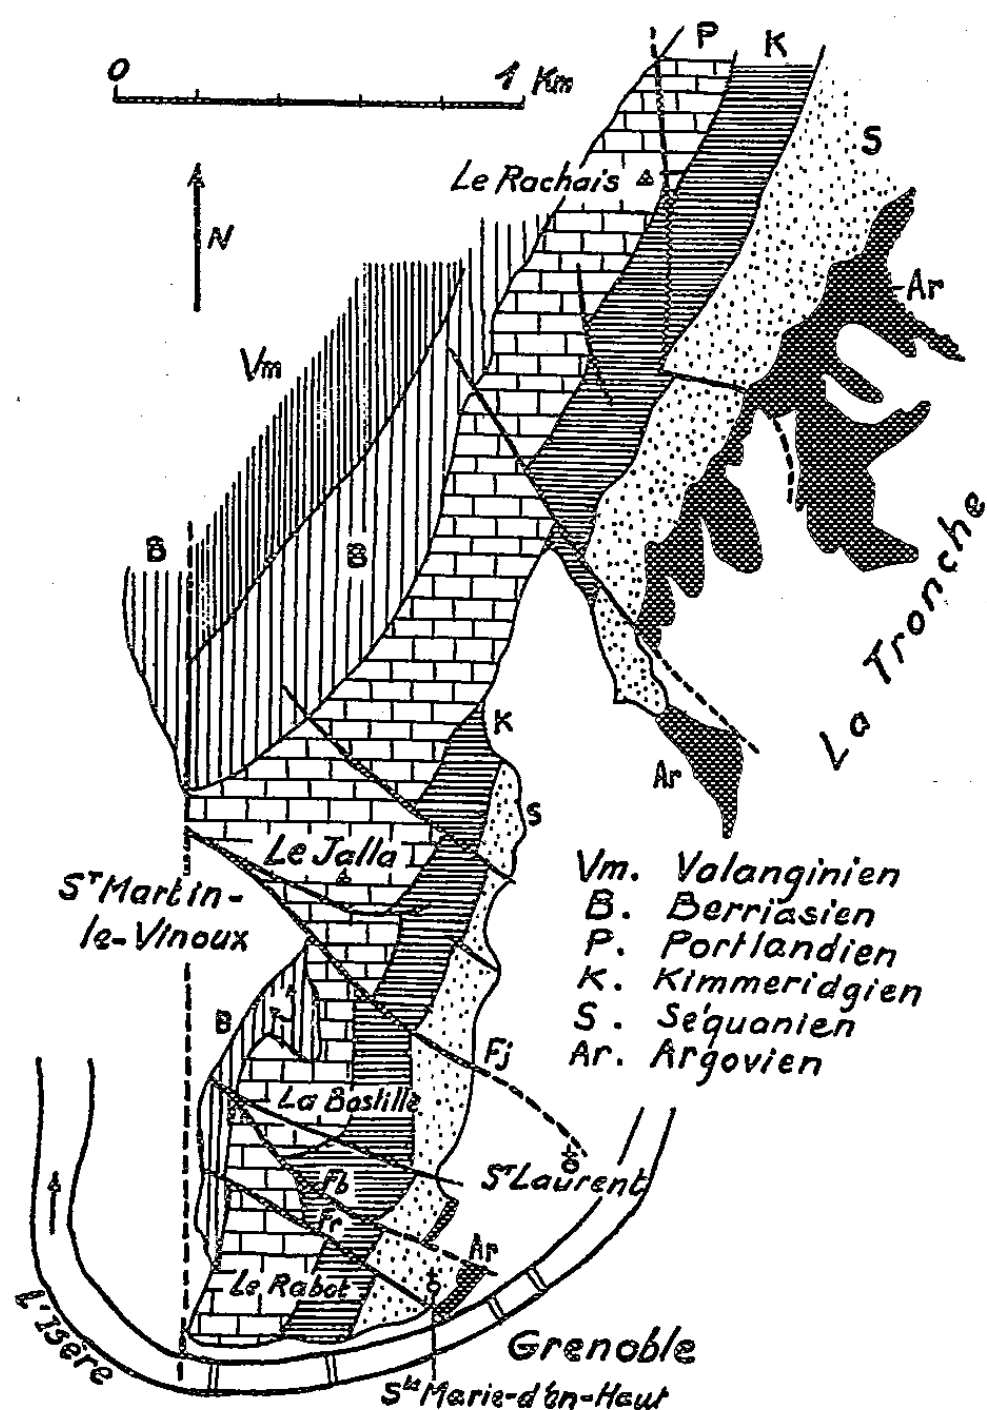 0 1 Km
P K
S
Le Rachais
N
Ar
Vm
B
B
La Tronche
K
Ar
S
Le Jalla
St Martin-
le-Vinoux
Vm. Valanginien
B. Berriasien
P. Portlandien
K. Kimmeridgien
S. Séquanien
Ar. Argovien
B
Fj
La Bastille
St Laurent
Fb
Fr
Ar
Le Rabot
l'Isère
Grenoble
Ste Marie-d'en-Haut